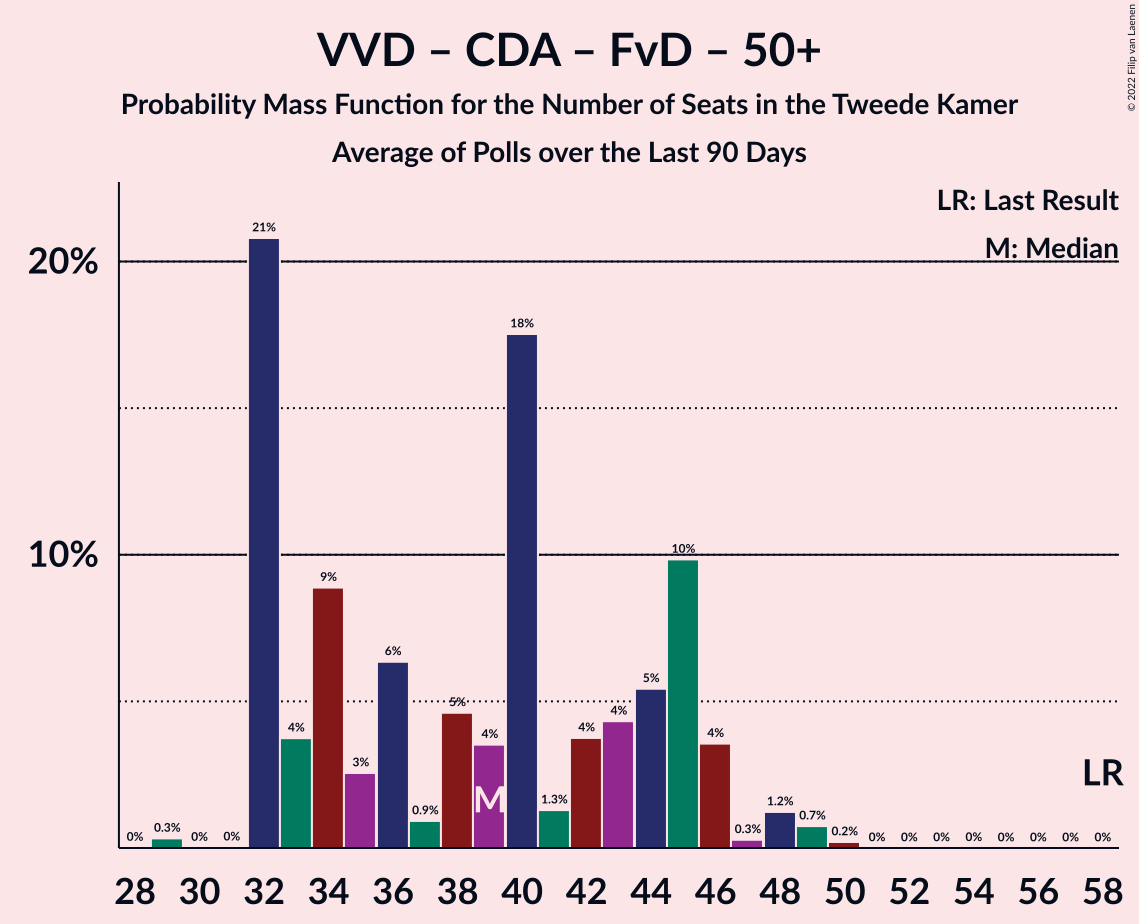 VVD – CDA – FvD – 50+
Probability Mass Function for the Number of Seats in the Tweede Kamer
Average of Polls over the Last 90 Days
© 2022 Filip van Laenen
LR: Last Result
M: Median
20%
10%
0% 0.3% 0% 0% 21% 4% 9% 3% 6% 0.9% 5% 4% 18% 1.3% 4% 4% 5% 10% 4% 0.3% 1.2% 0.7% 0.2% 0% 0% 0% 0% 0% 0% 0% 0%
M
LR
28 30 32 34 36 38 40 42 44 46 48 50 52 54 56 58